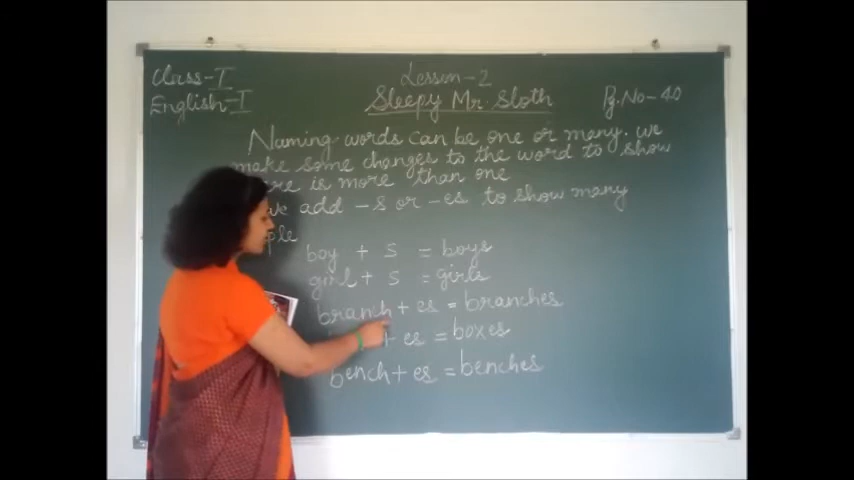 Class-I
English-I
Lesson-2
Sleepy Mr. Sloth
Pg.No-40
Naming words can be one or many. we
make some changes to the word to show
is more than one
we add -s or -es to show many
boy + s = boys
girl + s = girls
branch + es = branches
+ es = boxes
bench + es = benches